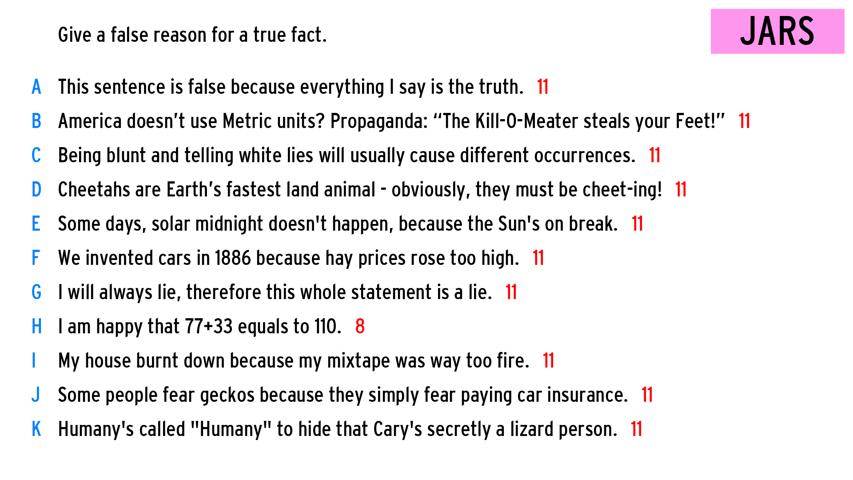 Give a false reason for a true fact.
JARS
A This sentence is false because everything I say is the truth. 11
B America doesn't use Metric units? Propaganda: “The Kill-O-Meater steals your Feet!” 11
C Being blunt and telling white lies will usually cause different occurrences. 11
D Cheetahs are Earth's fastest land animal - obviously, they must be cheet-ing! 11
E Some days, solar midnight doesn't happen, because the Sun's on break. 11
F We invented cars in 1886 because hay prices rose too high. 11
G I will always lie, therefore this whole statement is a lie. 11
H I am happy that 77+33 equals to 110. 8
I My house burnt down because my mixtape was way too fire. 11
J Some people fear geckos because they simply fear paying car insurance. 11
K Humany's called "Humany" to hide that Cary's secretly a lizard person. 11